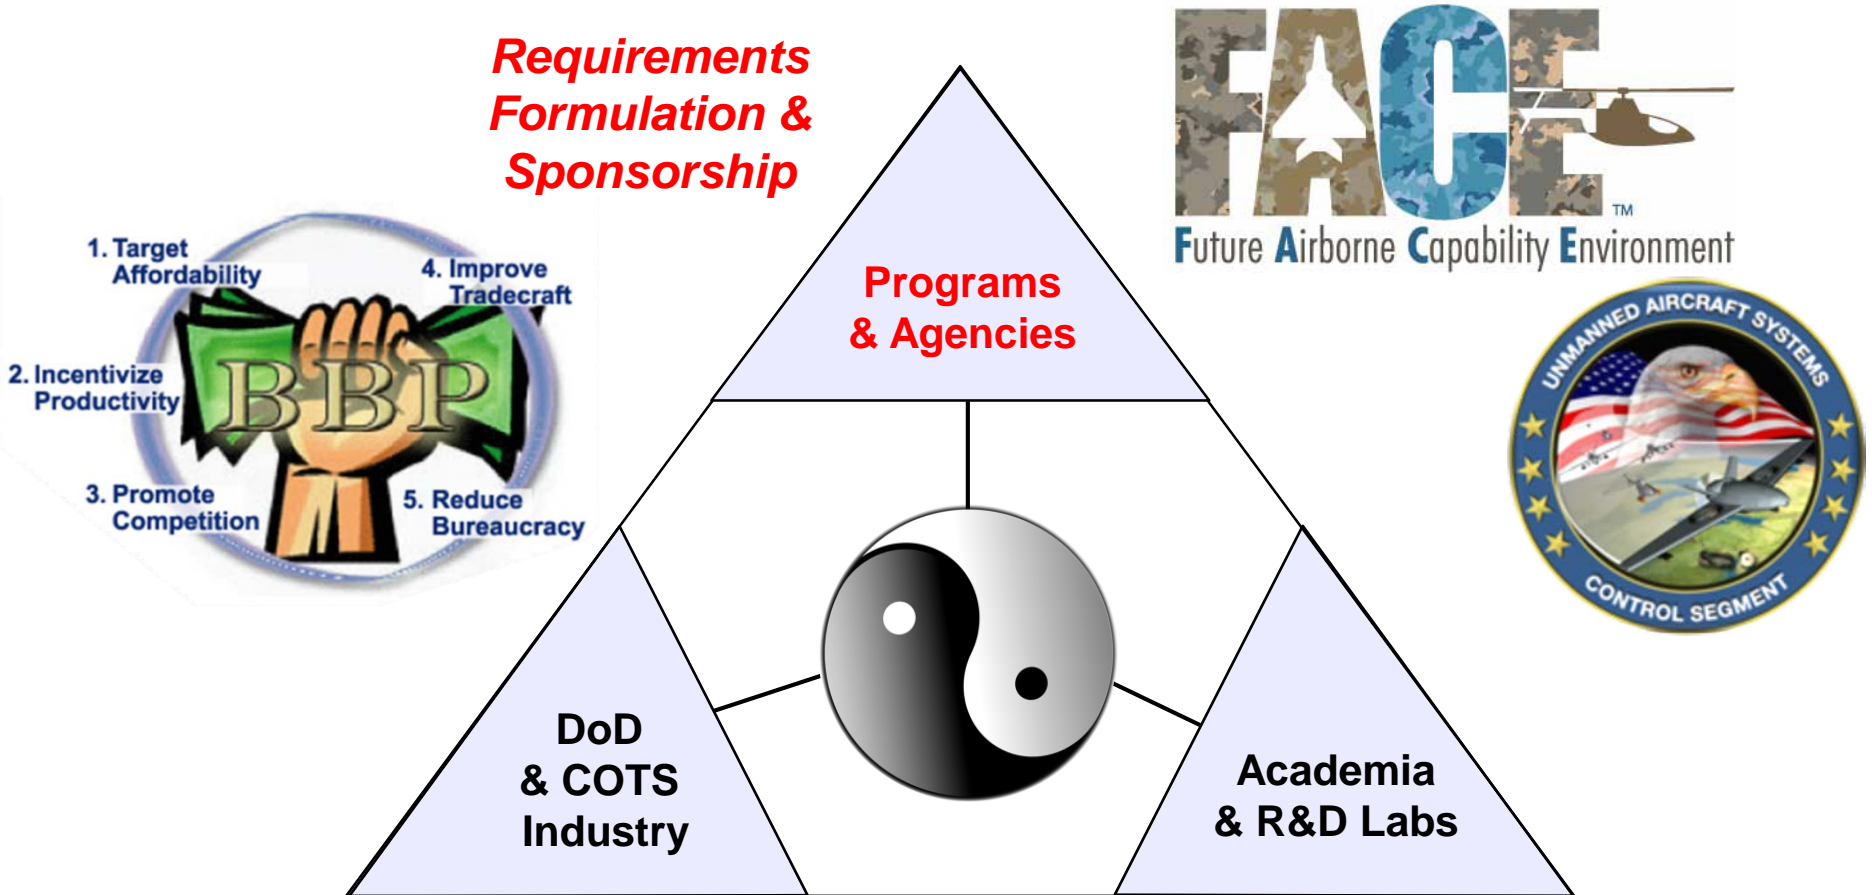 Requirements
Formulation &
Sponsorship
FACE
TM
Future Airborne Capability Environment
1. Target
Affordability
4. Improve
Tradecraft
2. Incentivize
Productivity
BBP
3. Promote
Competition
5. Reduce
Bureaucracy
Programs
& Agencies
UNMANNED AIRCRAFT SYSTEMS
CONTROL SEGMENT
DoD
& COTS
Industry
Academia
& R&D Labs